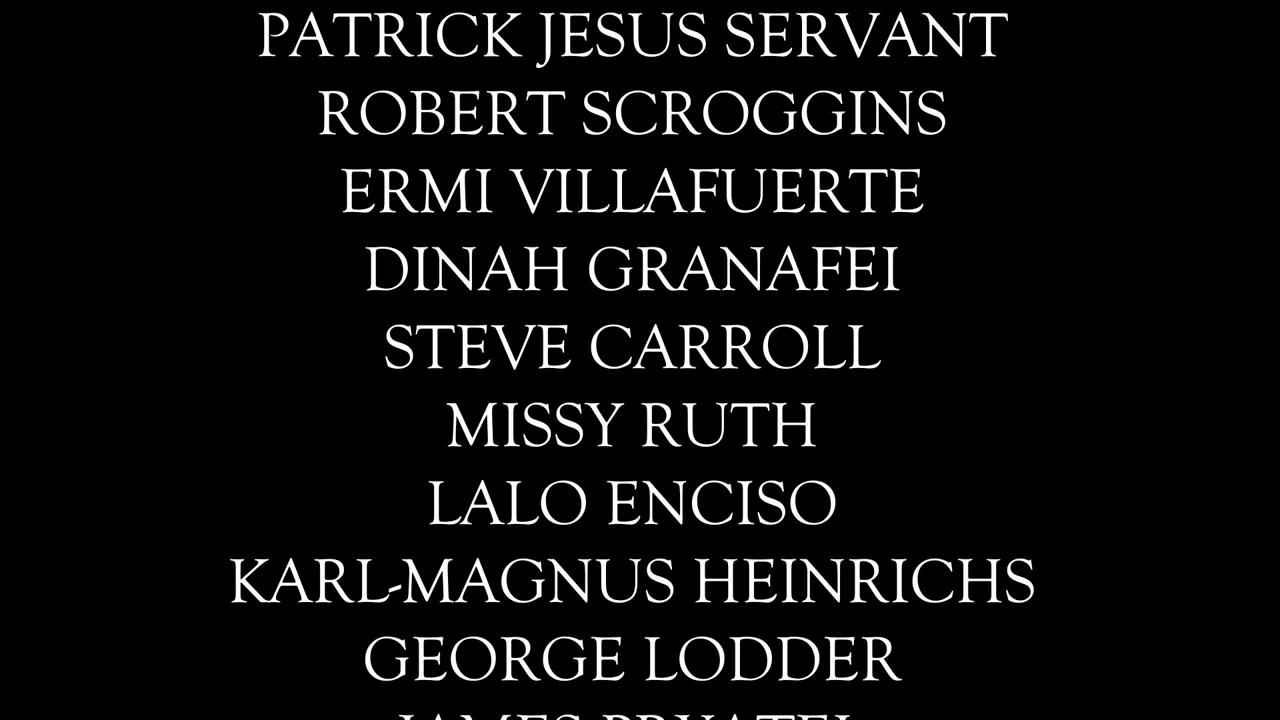 PATRICK JESUS SERVANT
ROBERT SCROGGINS
ERMI VILLAFUERTE
DINAH GRANAFEI
STEVE CARROLL
MISSY RUTH
LALO ENCISO
KARL-MAGNUS HEINRICHS
GEORGE LODDER
JAMES